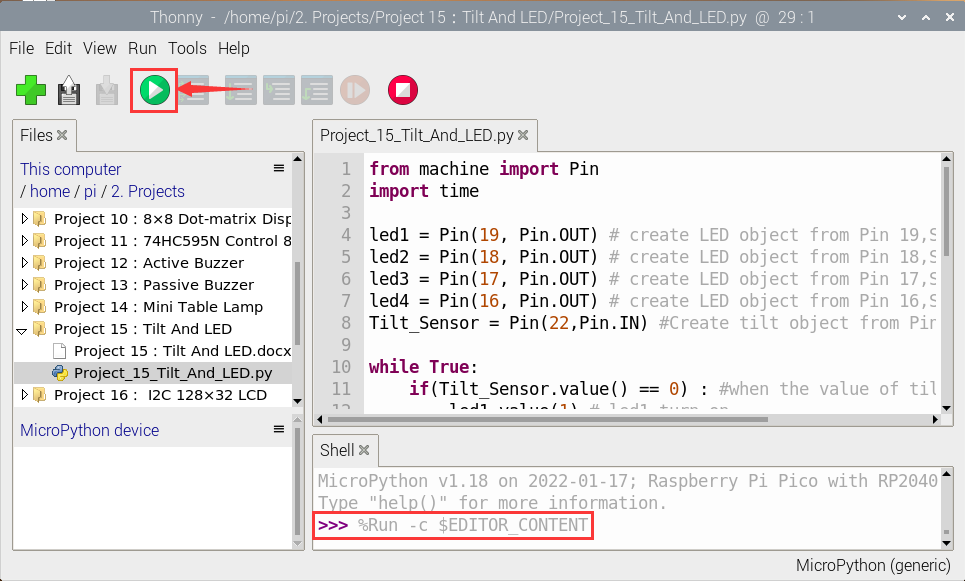 Thonny - /home/pi/2. Projects/Project 15：Tilt And LED/Project_15_Tilt_And_LED.py @ 29 : 1
File Edit View Run Tools Help
Files
This computer
/ home / pi / 2. Projects
Project 10：8×8 Dot-matrix Disp
Project 11：74HC595N Control 8
Project 12：Active Buzzer
Project 13：Passive Buzzer
Project 14：Mini Table Lamp
Project 15：Tilt And LED
Project 15：Tilt And LED.docx
Project_15_Tilt_And_LED.py
Project 16： I2C 128×32 LCD
MicroPython device
Project_15_Tilt_And_LED.py
1 from machine import Pin
2 import time
3
4 led1 = Pin(19, Pin.OUT) # create LED object from Pin 19,S
5 led2 = Pin(18, Pin.OUT) # create LED object from Pin 18,S
6 led3 = Pin(17, Pin.OUT) # create LED object from Pin 17,S
7 led4 = Pin(16, Pin.OUT) # create LED object from Pin 16,S
8 Tilt_Sensor = Pin(22,Pin.IN) #Create tilt object from Pin
9
10 while True:
11 if(Tilt_Sensor.value() == 0) : #when the value of til
12 led1.value(1) # led1 turn on
Shell
MicroPython v1.18 on 2022-01-17; Raspberry Pi Pico with RP2040
Type "help()" for more information.
>>> %Run -c $EDITOR_CONTENT
MicroPython (generic)